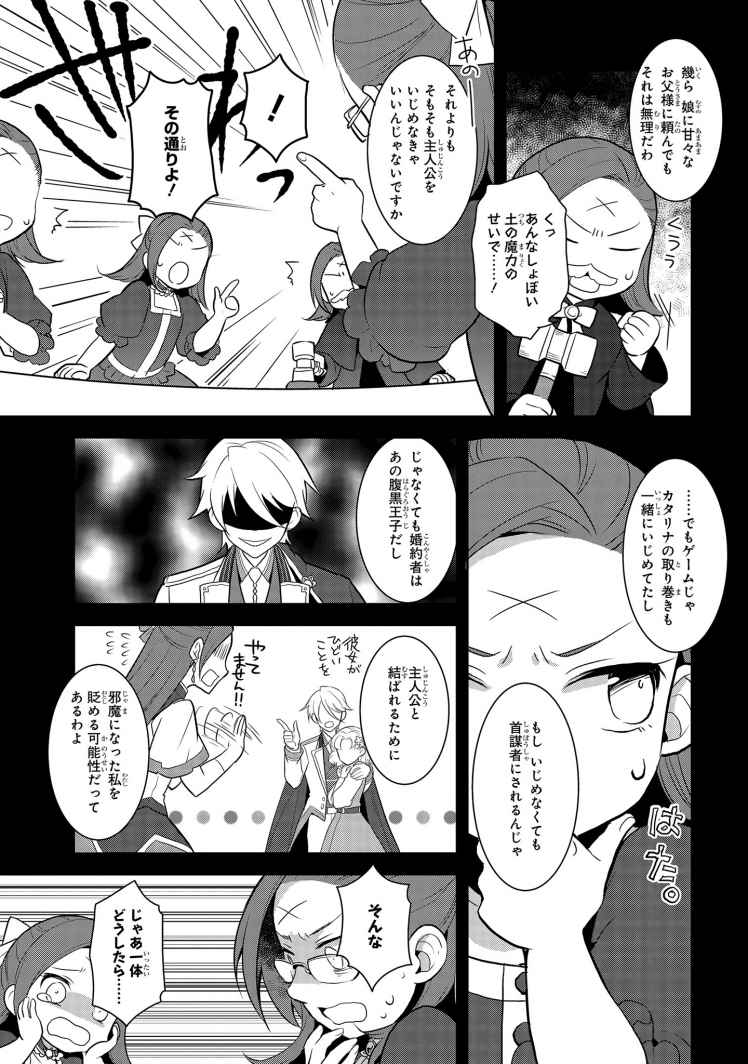 幾ら 娘に甘々な
お父様に頼んでも
それは無理だわ
くうぅ
くっ
あんなしょぼい
土の魔力の
せいで……！
あのー
それよりも
そもそも主人公を
いじめなきゃ
いいんじゃないですか
！
その通りよ！
……でもゲームじゃ
カタリナの取り巻きも
一緒にいじめてたし
もし いじめなくても
首謀者にされるんじゃ
はた。
じゃなくても婚約者は
あの腹黒王子だし
主人公と
結ばれるために
彼女が
ひどい
ことを
やって
ません!!
邪魔になった私を
貶める可能性だって
あるわよ
そんな
じゃあ一体
どうしたら……